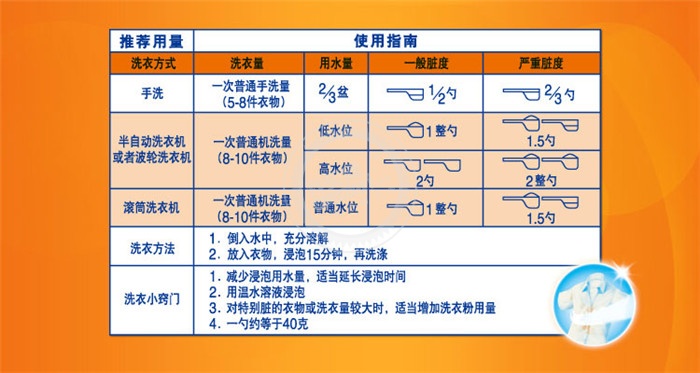 推荐用量
使用指南
洗衣方式
洗衣量
用水量
一般脏度
严重脏度
手洗
一次普通手洗量
(5-8件衣物)
2/3盆
1/2勺
2/3勺
半自动洗衣机
或者波轮洗衣机
一次普通机洗量
(8-10件衣物)
低水位
1整勺
1.5勺
高水位
2勺
2整勺
滚筒洗衣机
一次普通机洗量
(8-10件衣物)
普通水位
1整勺
1.5勺
洗衣方法
1. 倒入水中，充分溶解
2. 放入衣物，浸泡15分钟，再洗涤
洗衣小窍门
1. 减少浸泡用水量，适当延长浸泡时间
2. 用温水溶液浸泡
3. 对特别脏的衣物或洗衣量较大时，适当增加洗衣粉用量
4. 一勺约等于40克